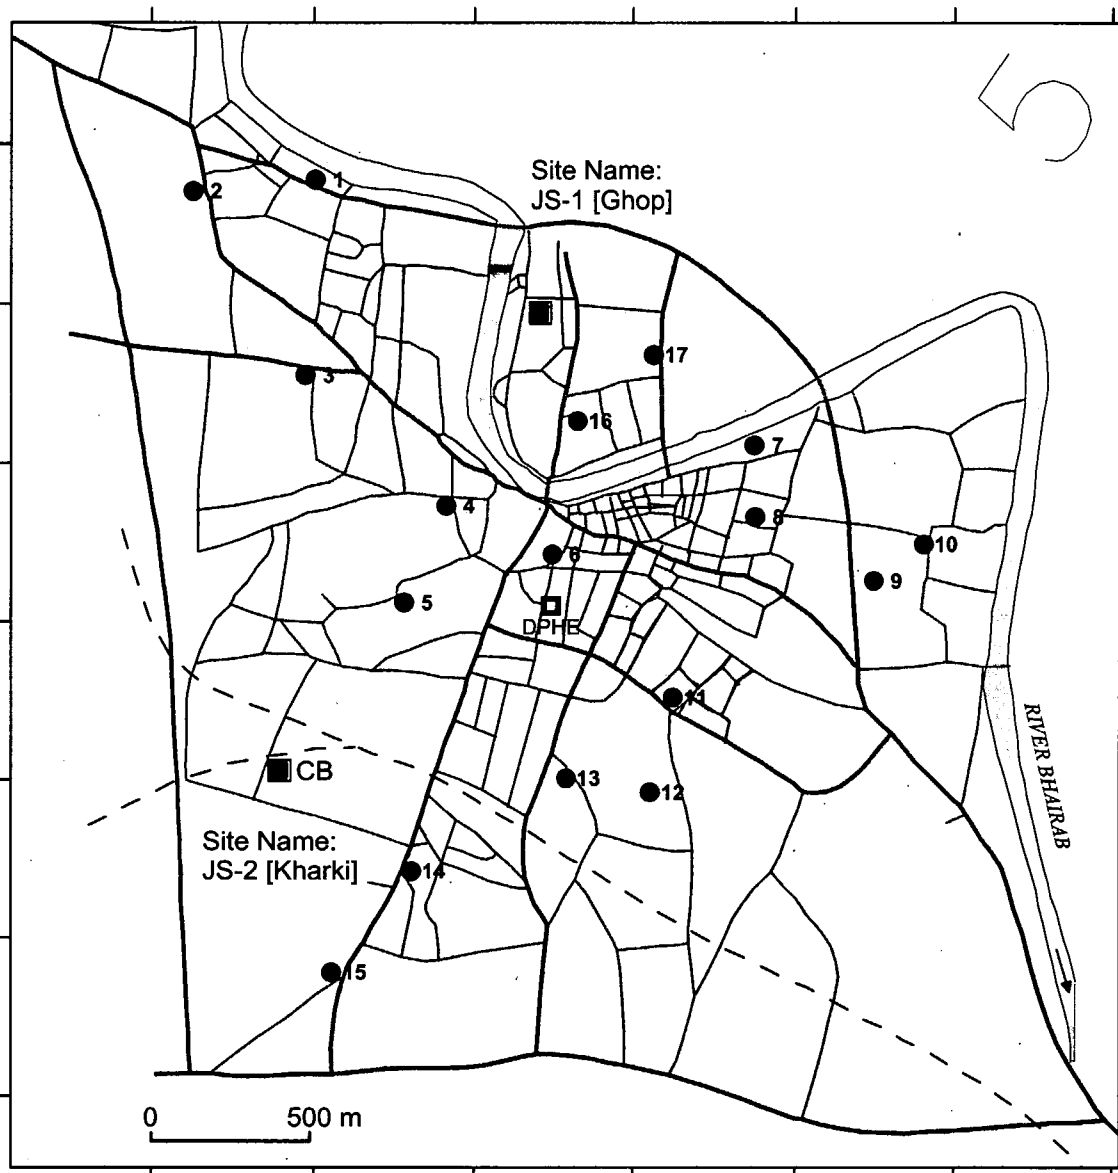 5
Site Name:
JS-1 [Ghop]
1
2
17
3
16
7
4
8
10
6
9
5
DPHE
11
RIVER BHAIRAB
CB
13
12
Site Name:
JS-2 [Kharki]
14
15
0 500 m